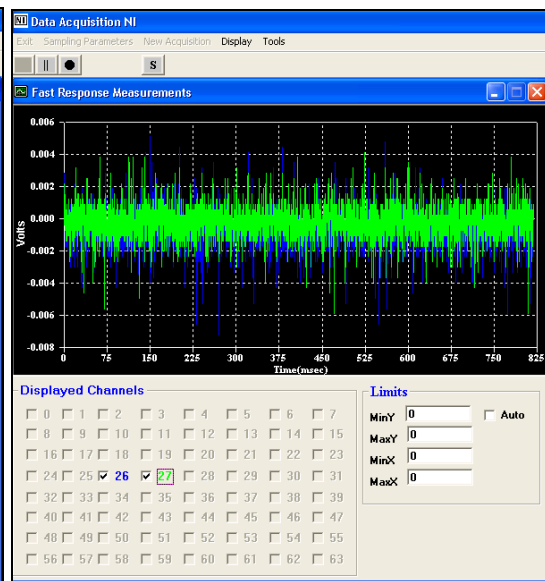 NI Data Acquisition NI
Exit Sampling Parameters New Acquisition Display Tools
S
Fast Response Measurements
0.006
0.004
0.002
0.000
-0.002
-0.004
-0.006
-0.008
Volts
0 75 150 225 300 375 450 525 600 675 750 825
Time(msec)
Displayed Channels
0 1 2 3 4 5 6 7
8 9 10 11 12 13 14 15
16 17 18 19 20 21 22 23
24 25 26 27 28 29 30 31
32 33 34 35 36 37 38 39
40 41 42 43 44 45 46 47
48 49 50 51 52 53 54 55
56 57 58 59 60 61 62 63
Limits
MinY 0 Auto
MaxY 0
MinX 0
MaxX 0